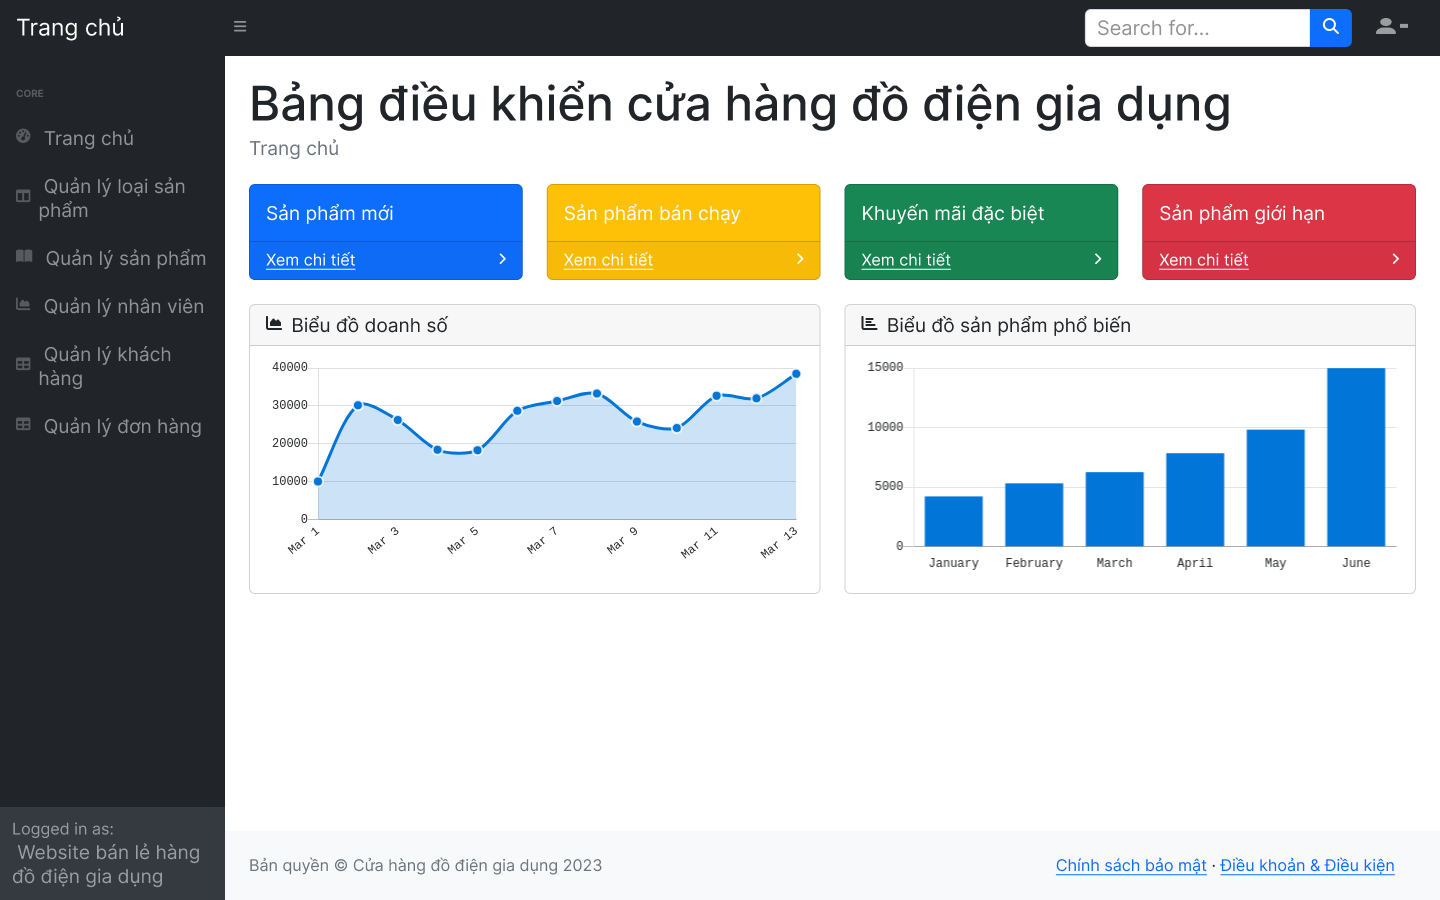 Trang chủ
Search for...
CORE
Trang chủ
Quản lý loại sản
phẩm
Quản lý sản phẩm
Quản lý nhân viên
Quản lý khách
hàng
Quản lý đơn hàng
Logged in as:
Website bán lẻ hàng
đồ điện gia dụng
Bảng điều khiển cửa hàng đồ điện gia dụng
Trang chủ
Sản phẩm mới
Xem chi tiết
Sản phẩm bán chạy
Xem chi tiết
Khuyến mãi đặc biệt
Xem chi tiết
Sản phẩm giới hạn
Xem chi tiết
Biểu đồ doanh số
40000
30000
20000
10000
0
Mar 1
Mar 3
Mar 5
Mar 7
Mar 9
Mar 11
Mar 13
Biểu đồ sản phẩm phổ biến
15000
10000
5000
0
January
February
March
April
May
June
Bản quyền © Cửa hàng đồ điện gia dụng 2023
Chính sách bảo mật · Điều khoản & Điều kiện